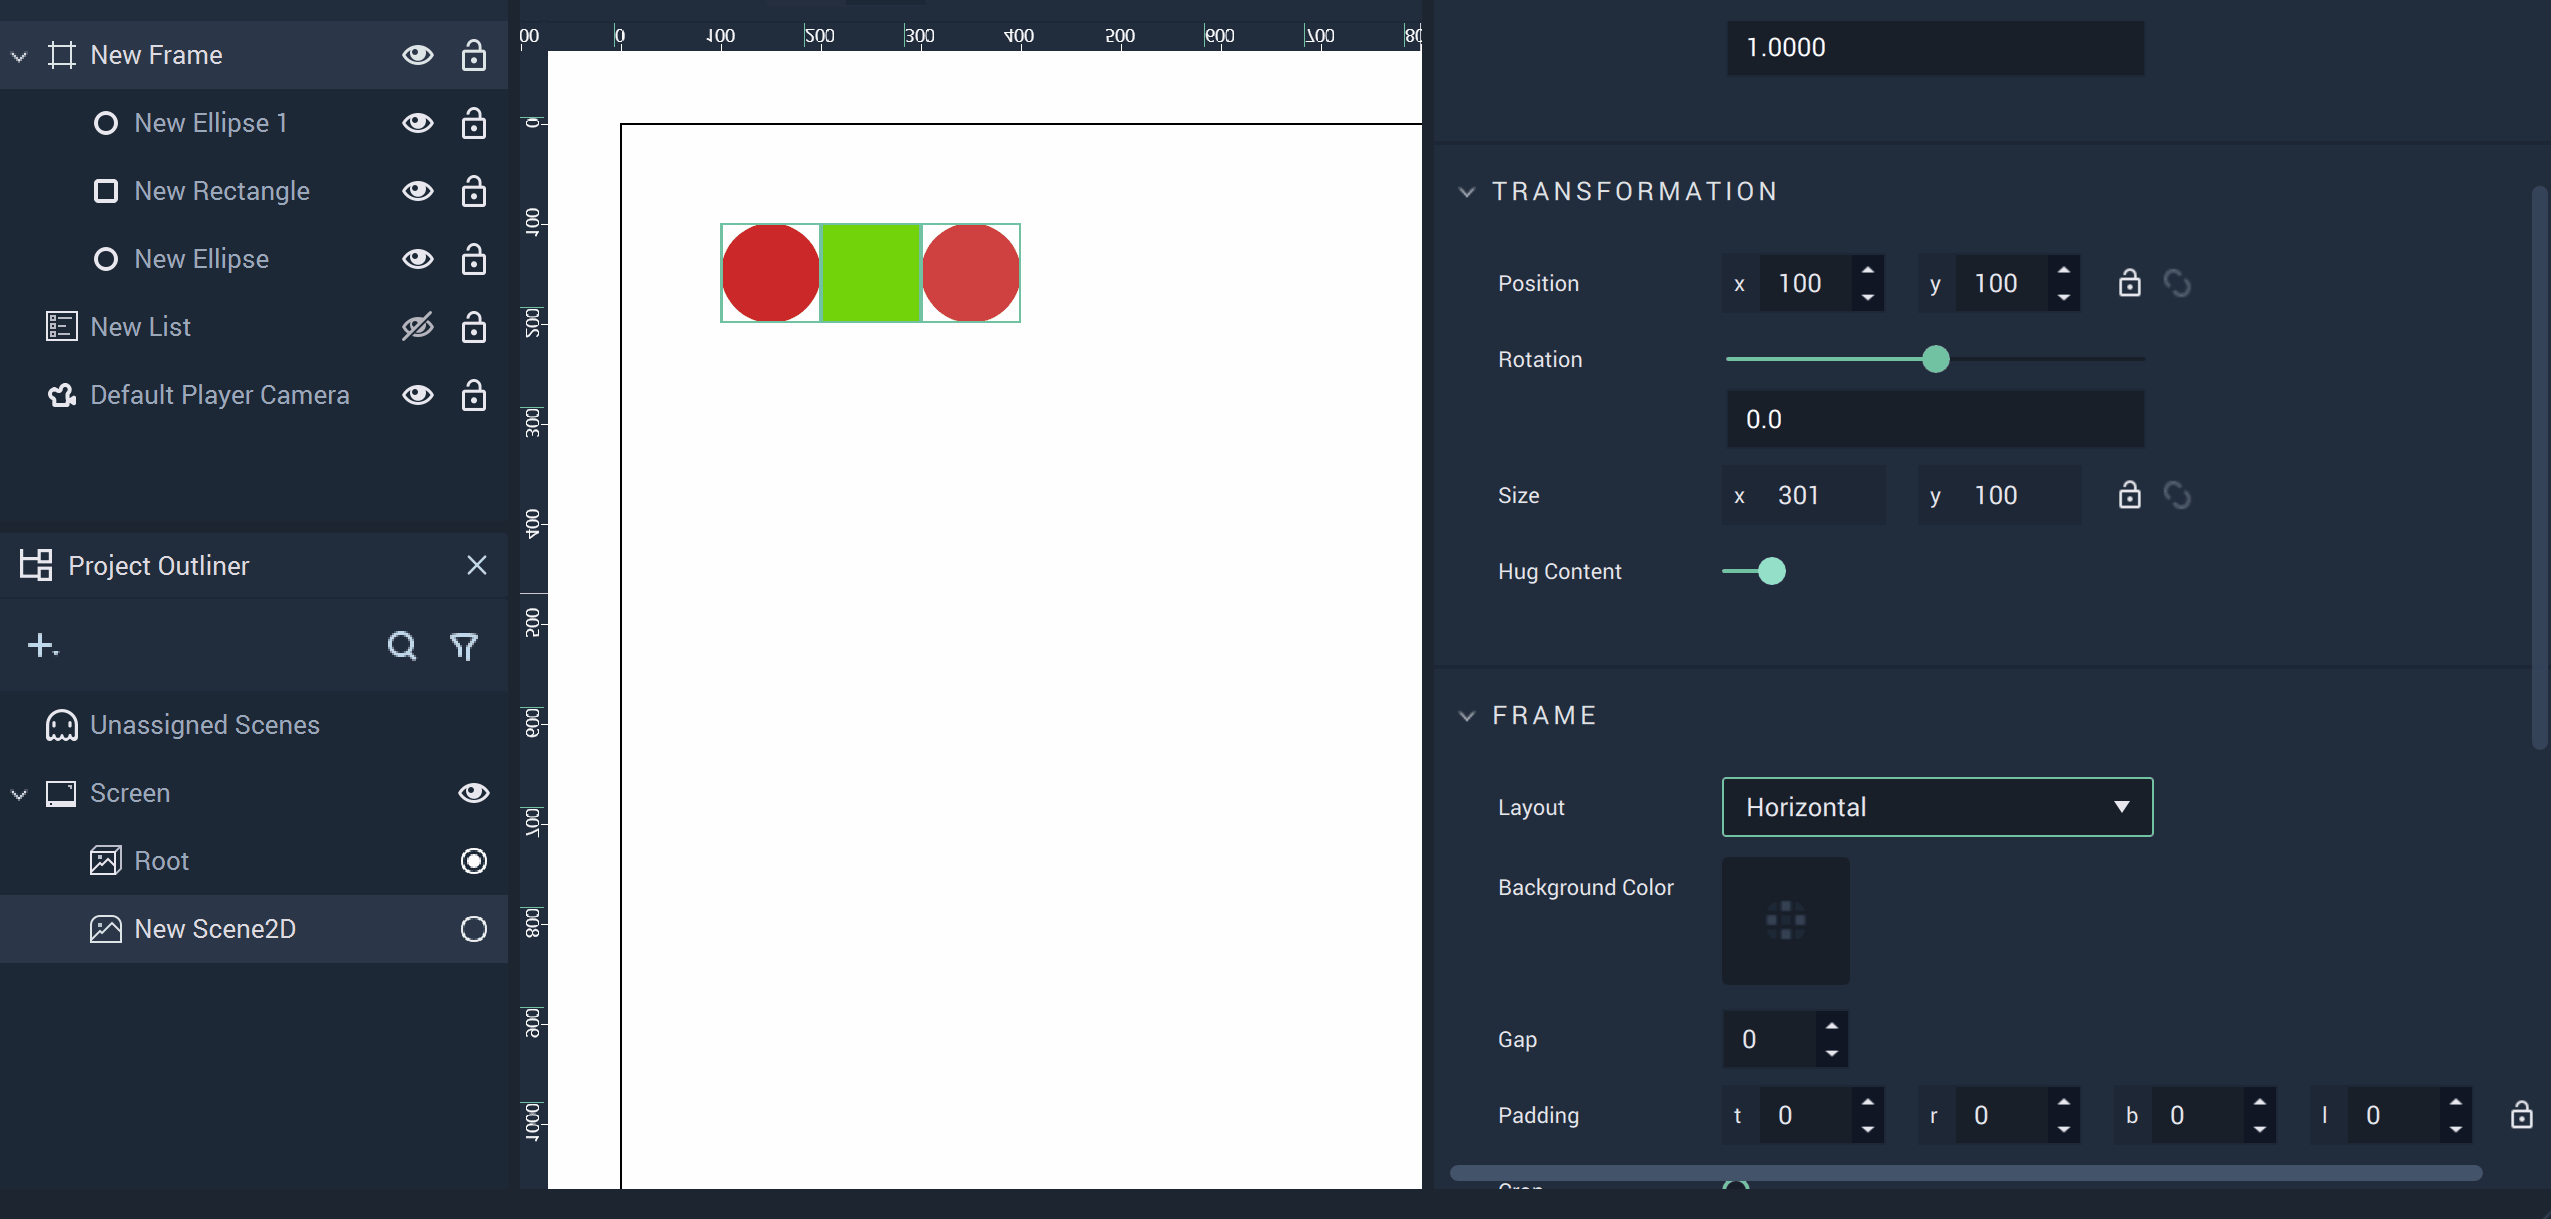 New Frame
New Ellipse 1
New Rectangle
New Ellipse
New List
Default Player Camera
Project Outliner
Unassigned Scenes
Screen
Root
New Scene2D
00 0 100 200 300 400 500 600 700 80
0
100
200
300
400
500
600
700
800
900
1000
1.0000
TRANSFORMATION
Position x 100 y 100
Rotation
0.0
Size x 301 y 100
Hug Content
FRAME
Layout Horizontal
Background Color
Gap 0
Padding t 0 r 0 b 0 l 0